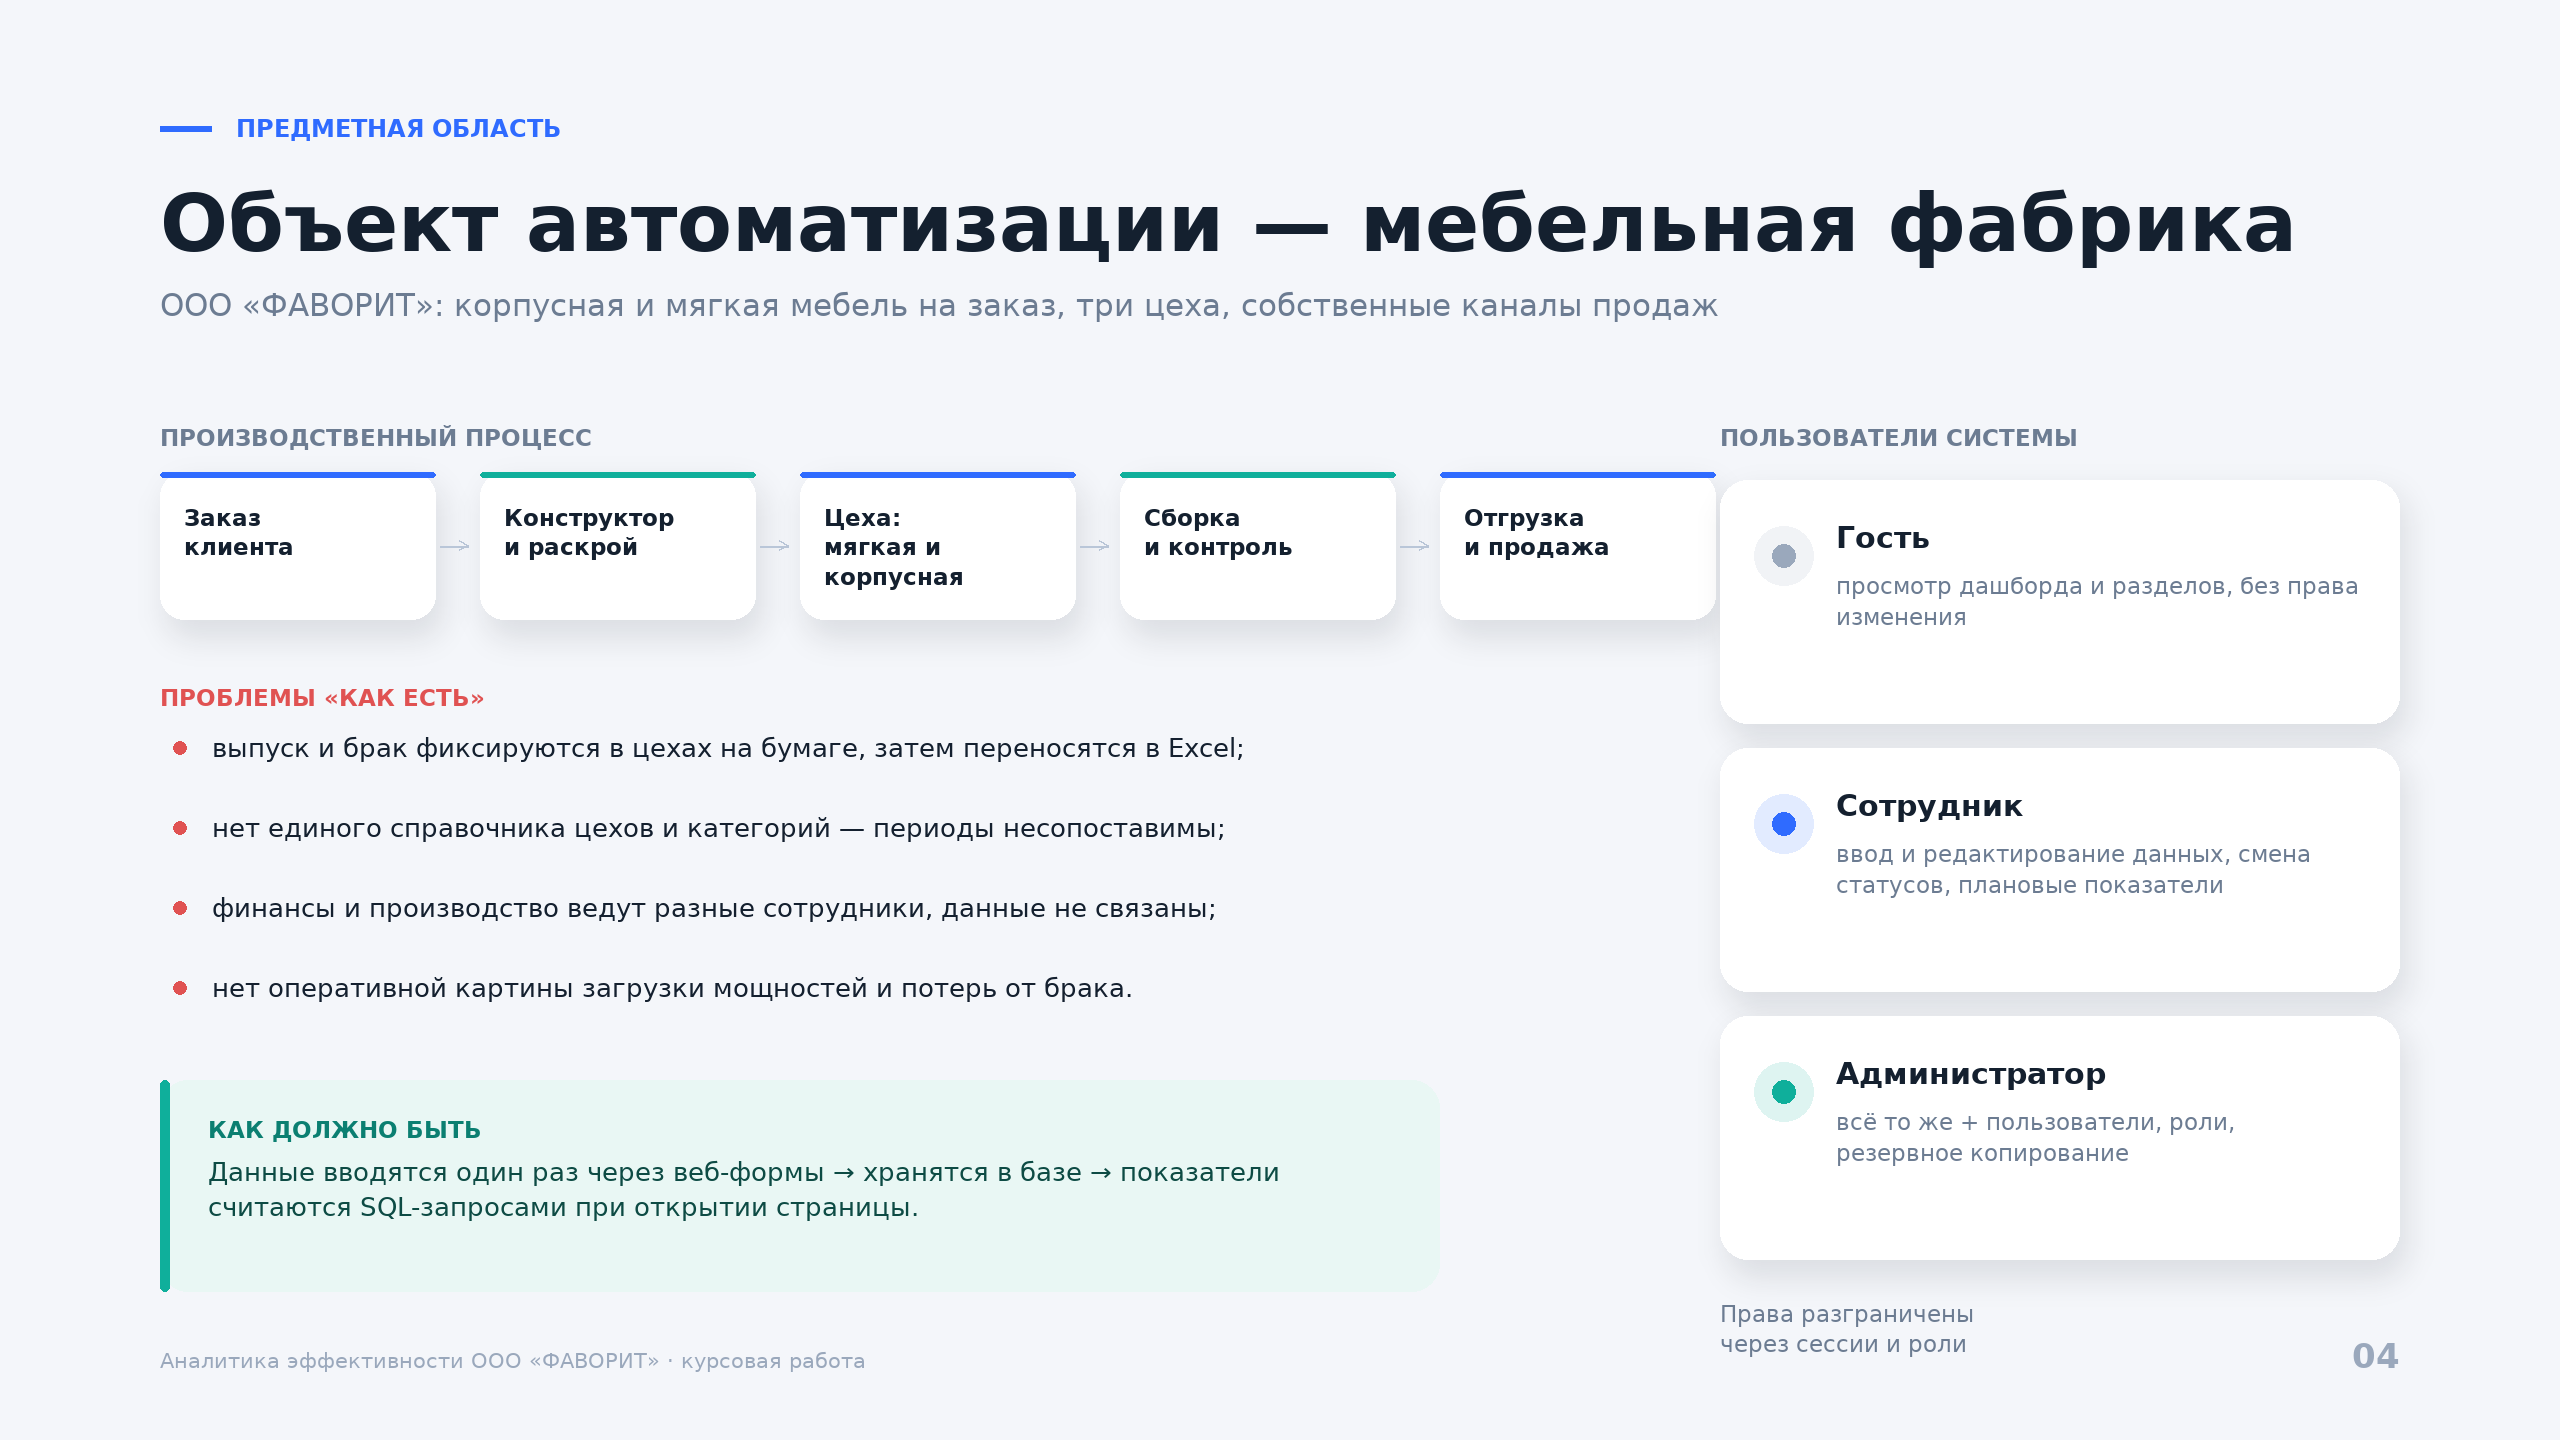 ПРЕДМЕТНАЯ ОБЛАСТЬ
Объект автоматизации — мебельная фабрика
ООО «ФАВОРИТ»: корпусная и мягкая мебель на заказ, три цеха, собственные каналы продаж
ПРОИЗВОДСТВЕННЫЙ ПРОЦЕСС
Заказ
клиента
→
Конструктор
и раскрой
→
Цеха:
мягкая и
корпусная
→
Сборка
и контроль
→
Отгрузка
и продажа
ПРОБЛЕМЫ «КАК ЕСТЬ»
выпуск и брак фиксируются в цехах на бумаге, затем переносятся в Excel;
нет единого справочника цехов и категорий — периоды несопоставимы;
финансы и производство ведут разные сотрудники, данные не связаны;
нет оперативной картины загрузки мощностей и потерь от брака.
КАК ДОЛЖНО БЫТЬ
Данные вводятся один раз через веб-формы → хранятся в базе → показатели
считаются SQL-запросами при открытии страницы.
ПОЛЬЗОВАТЕЛИ СИСТЕМЫ
Гость
просмотр дашборда и разделов, без права
изменения
Сотрудник
ввод и редактирование данных, смена
статусов, плановые показатели
Администратор
всё то же + пользователи, роли,
резервное копирование
Права разграничены
через сессии и роли
Аналитика эффективности ООО «ФАВОРИТ» · курсовая работа
04